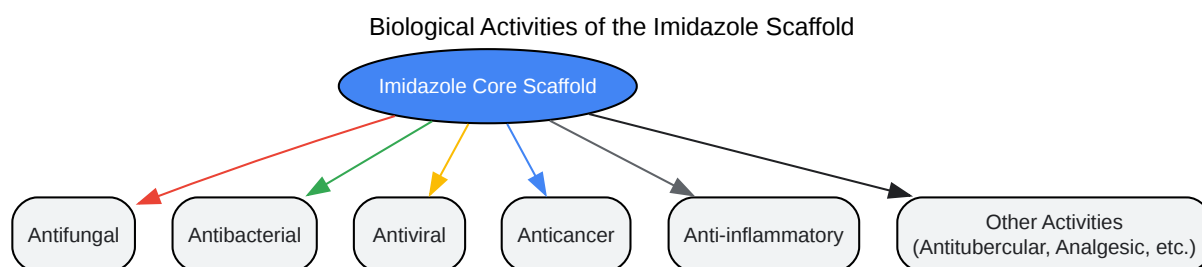 Biological Activities of the Imidazole Scaffold
Imidazole Core Scaffold
Antifungal
Antibacterial
Antiviral
Anticancer
Anti-inflammatory
Other Activities
(Antitubercular, Analgesic, etc.)